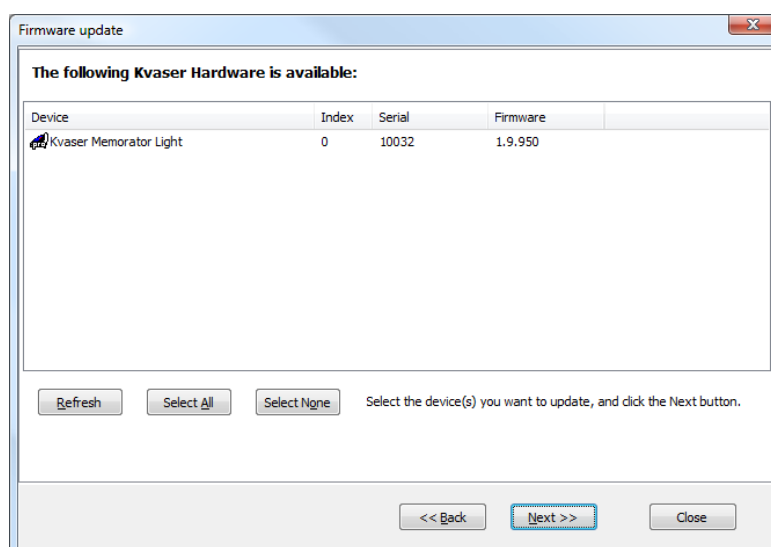 Firmware update
The following Kvaser Hardware is available:
Device Index Serial Firmware
Kvaser Memorator Light 0 10032 1.9.950
Refresh Select All Select None Select the device(s) you want to update, and click the Next button.
<< Back Next >> Close